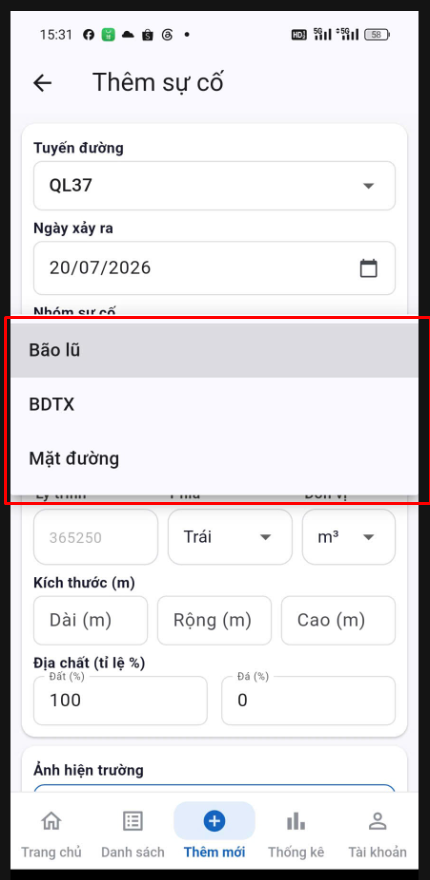 15:31
58
Thêm sự cố
Tuyến đường
QL37
Ngày xảy ra
20/07/2026
Nhóm sự cố
Bão lũ
BDTX
Mặt đường
Lý trình Phía Đơn vị
365250 Trái m³
Kích thước (m)
Dài (m) Rộng (m) Cao (m)
Địa chất (tỉ lệ %)
Đất (%) Đá (%)
100 0
Ảnh hiện trường
Trang chủ Danh sách Thêm mới Thống kê Tài khoản